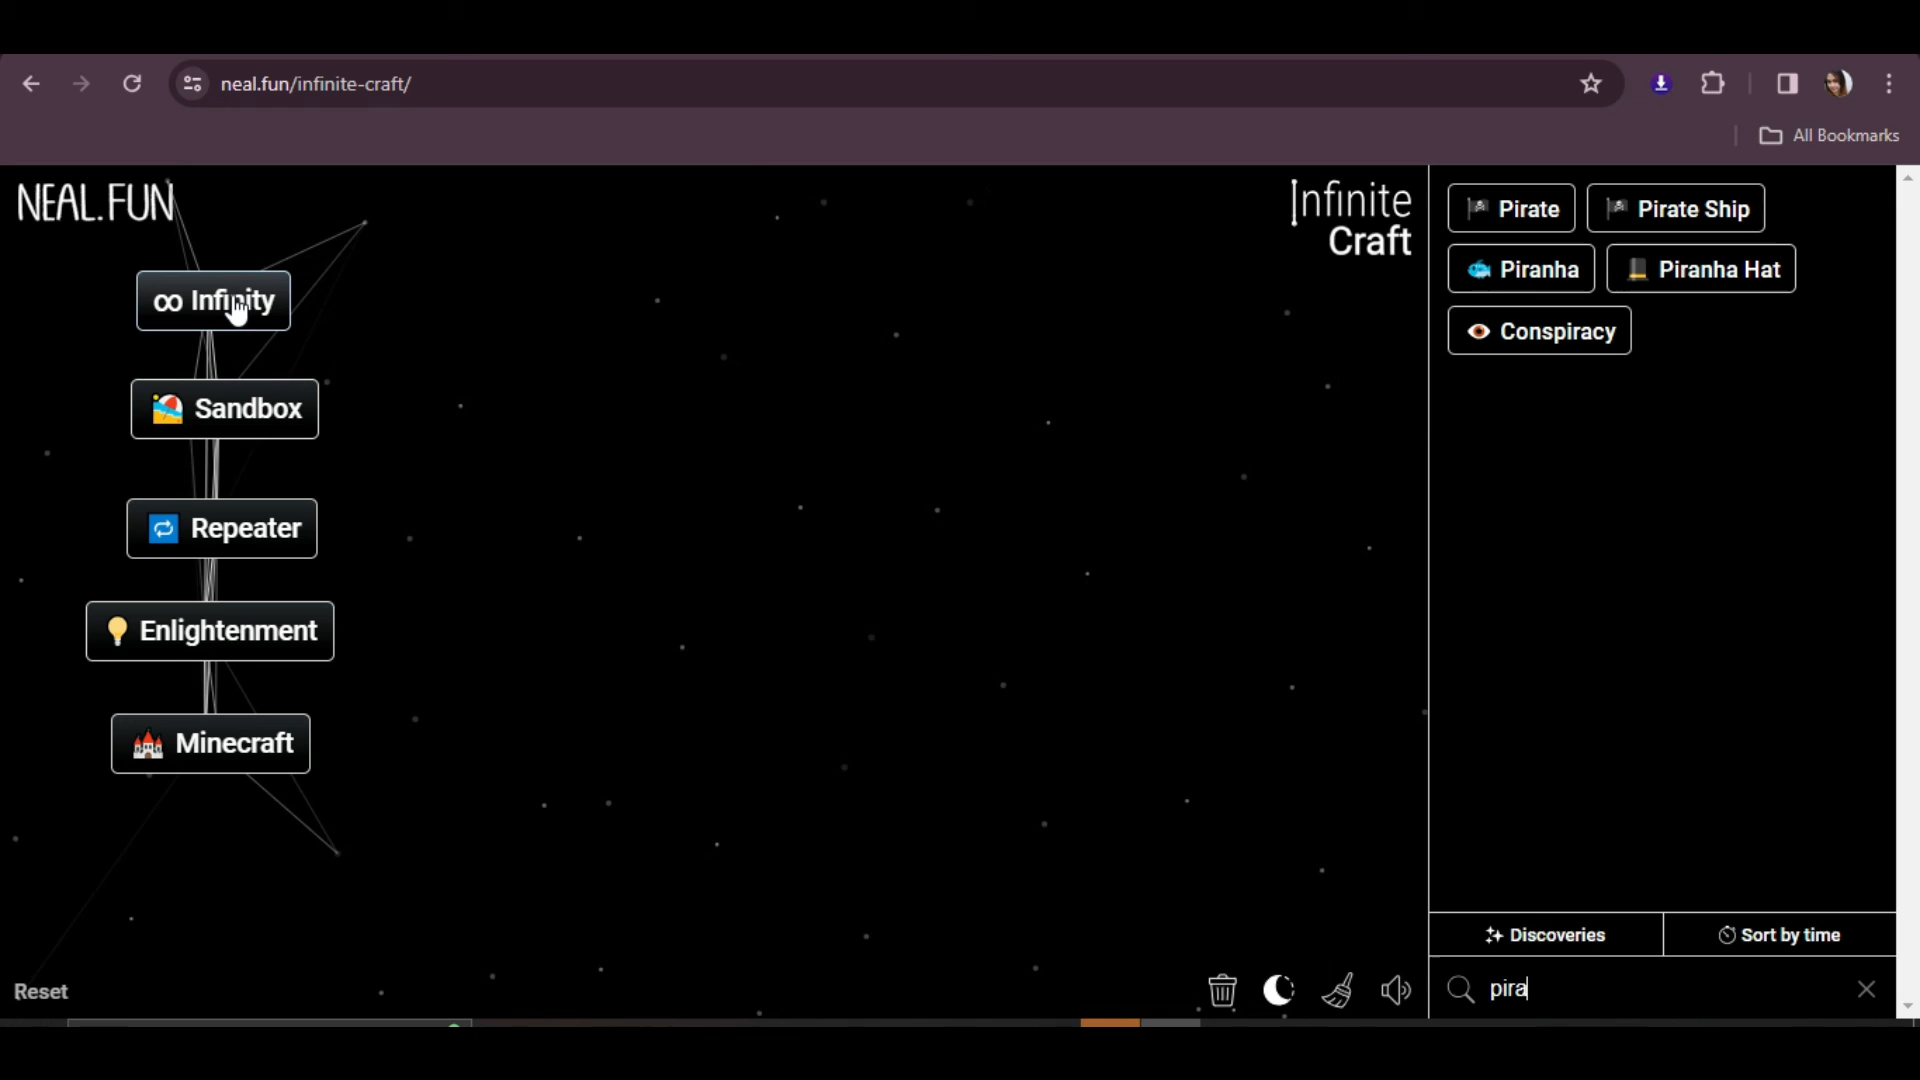 neal.fun/infinite-craft/
All Bookmarks
NEAL.FUN
Infinite
Craft
Infinity
Sandbox
Repeater
Enlightenment
Minecraft
Pirate
Pirate Ship
Piranha
Piranha Hat
Conspiracy
Discoveries
Sort by time
Reset
pira